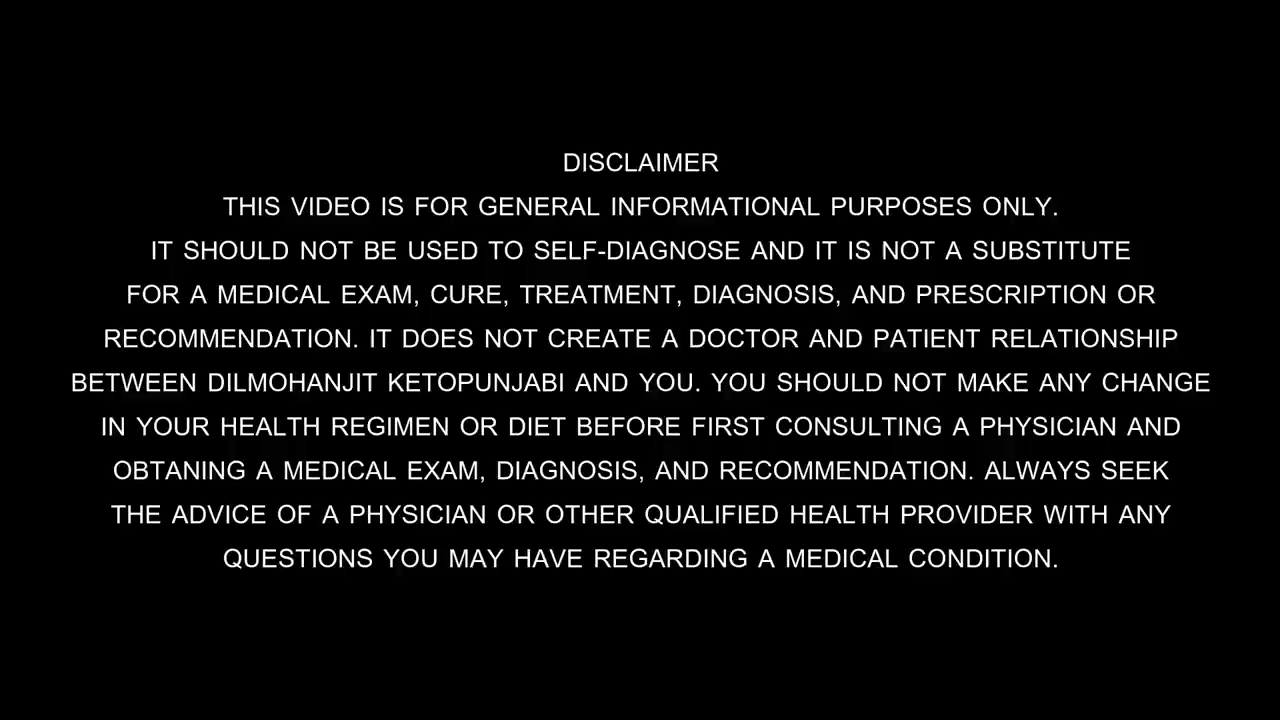 DISCLAIMER
THIS VIDEO IS FOR GENERAL INFORMATIONAL PURPOSES ONLY.
IT SHOULD NOT BE USED TO SELF-DIAGNOSE AND IT IS NOT A SUBSTITUTE
FOR A MEDICAL EXAM, CURE, TREATMENT, DIAGNOSIS, AND PRESCRIPTION OR
RECOMMENDATION. IT DOES NOT CREATE A DOCTOR AND PATIENT RELATIONSHIP
BETWEEN DILMOHANJIT KETOPUNJABI AND YOU. YOU SHOULD NOT MAKE ANY CHANGE
IN YOUR HEALTH REGIMEN OR DIET BEFORE FIRST CONSULTING A PHYSICIAN AND
OBTANING A MEDICAL EXAM, DIAGNOSIS, AND RECOMMENDATION. ALWAYS SEEK
THE ADVICE OF A PHYSICIAN OR OTHER QUALIFIED HEALTH PROVIDER WITH ANY
QUESTIONS YOU MAY HAVE REGARDING A MEDICAL CONDITION.